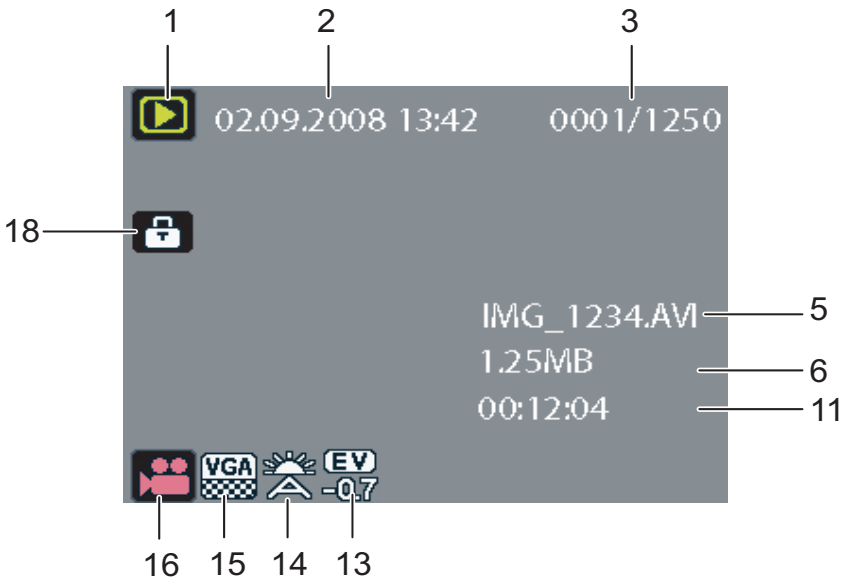 1 2 3
02.09.2008 13:42 0001/1250
18
IMG_1234.AVI 5
1.25MB 6
00:12:04 11
VGA EV
-0.7
16 15 14 13